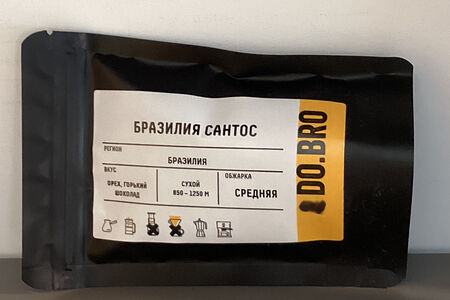 БРАЗИЛИЯ САНТОС
РЕГИОН
БРАЗИЛИЯ
ВКУС
ОРЕХ, ГОРЬКИЙ
ШОКОЛАД
СУХОЙ
850 – 1250 М
ОБЖАРКА
СРЕДНЯЯ
DO.BRO